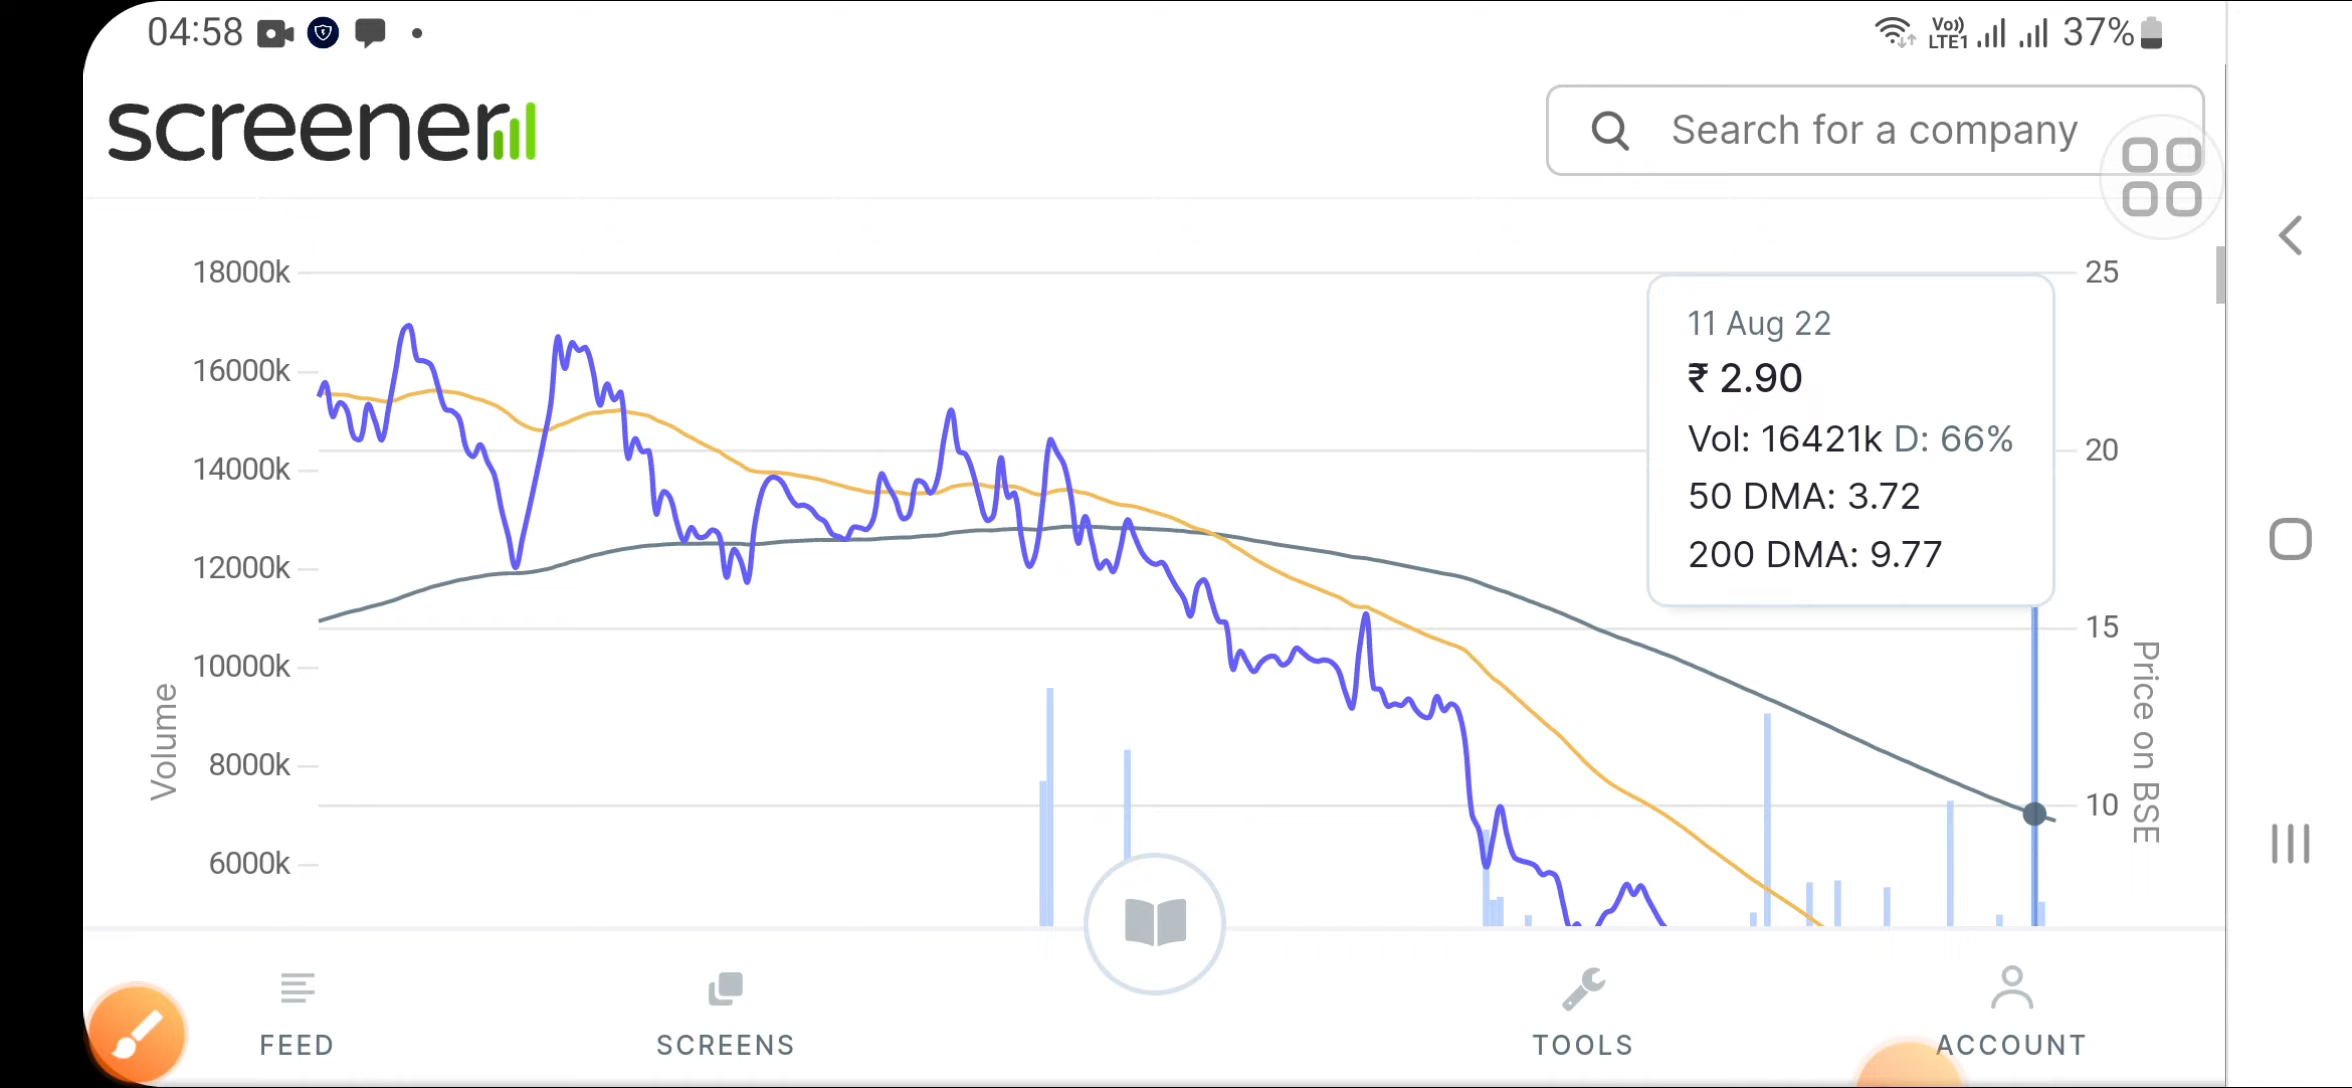 04:58
Vo)) LTE1 37%
screener
Search for a company
18000k
16000k
14000k
12000k
10000k
8000k
6000k
Volume
25
20
15
10
Price on BSE
11 Aug 22
₹ 2.90
Vol: 16421k D: 66%
50 DMA: 3.72
200 DMA: 9.77
FEED
SCREENS
TOOLS
ACCOUNT